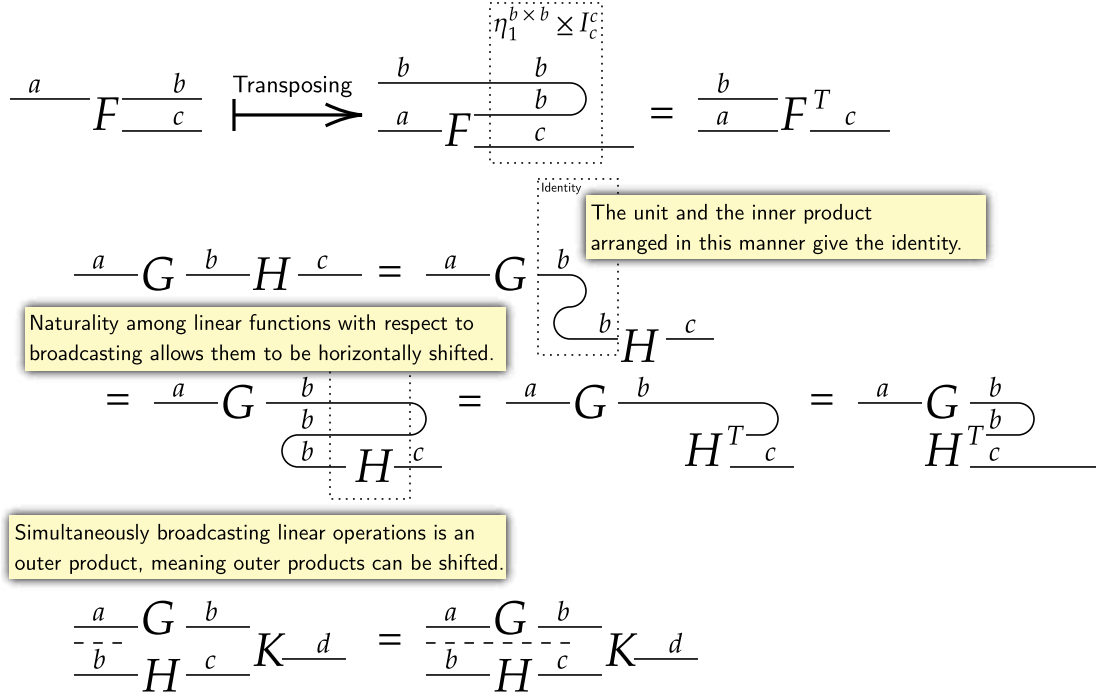 η₁^{b × b} ⊻ I_c^c
a b b b b
Transposing
F c a F b c = a F^T c
Identity
The unit and the inner product
arranged in this manner give the identity.
a G b H c = a G b
b H c
Naturality among linear functions with respect to
broadcasting allows them to be horizontally shifted.
= a G b = a G b = a G b
b b
b H c H^T c H^T c
Simultaneously broadcasting linear operations is an
outer product, meaning outer products can be shifted.
a G b a G b
K d = K d
b H c b H c